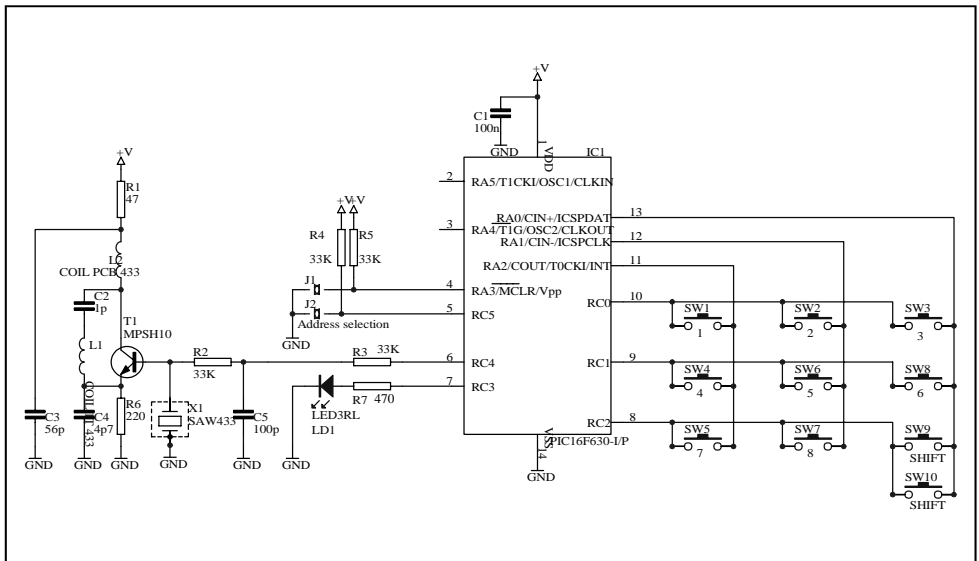 +V
C1
100n
GND
1
VDD
IC1
2
RA5/T1CKI/OSC1/CLKIN
RA0/CIN+/ICSPDAT
13
3
RA4/T1G/OSC2/CLKOUT
RA1/CIN-/ICSPCLK
12
RA2/COUT/T0CKI/INT
11
4
RA3/MCLR/Vpp
RC0
10
5
RC5
6
RC4
RC1
9
7
RC3
RC2
8
VSS
PIC16F630-I/P
4
GND
+V
R1
47
L2
COIL PCB 433
C2
1p
T1
MPSH10
L1
R2
33K
R6
220
C3
56p
C4
4p7
X1
SAW433
C5
100p
GND
GND
GND
GND
GND
GND
+V
+V
R4
33K
R5
33K
J1
J2
Address selection
GND
R3
33K
R7
470
LED3RL
LD1
SW1
1
SW2
2
SW3
3
SW4
4
SW6
5
SW8
6
SW5
7
SW7
8
SW9
SHIFT
SW10
SHIFT